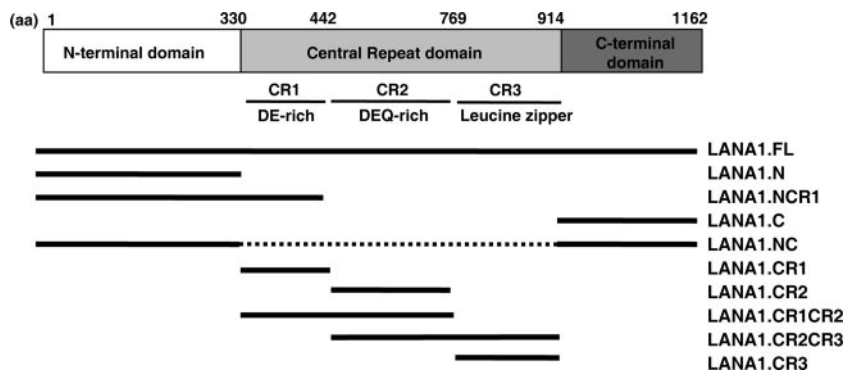 (aa) 1 330 442 769 914 1162
N-terminal domain Central Repeat domain C-terminal domain
CR1 CR2 CR3
DE-rich DEQ-rich Leucine zipper
LANA1.FL
LANA1.N
LANA1.NCR1
LANA1.C
LANA1.NC
LANA1.CR1
LANA1.CR2
LANA1.CR1CR2
LANA1.CR2CR3
LANA1.CR3